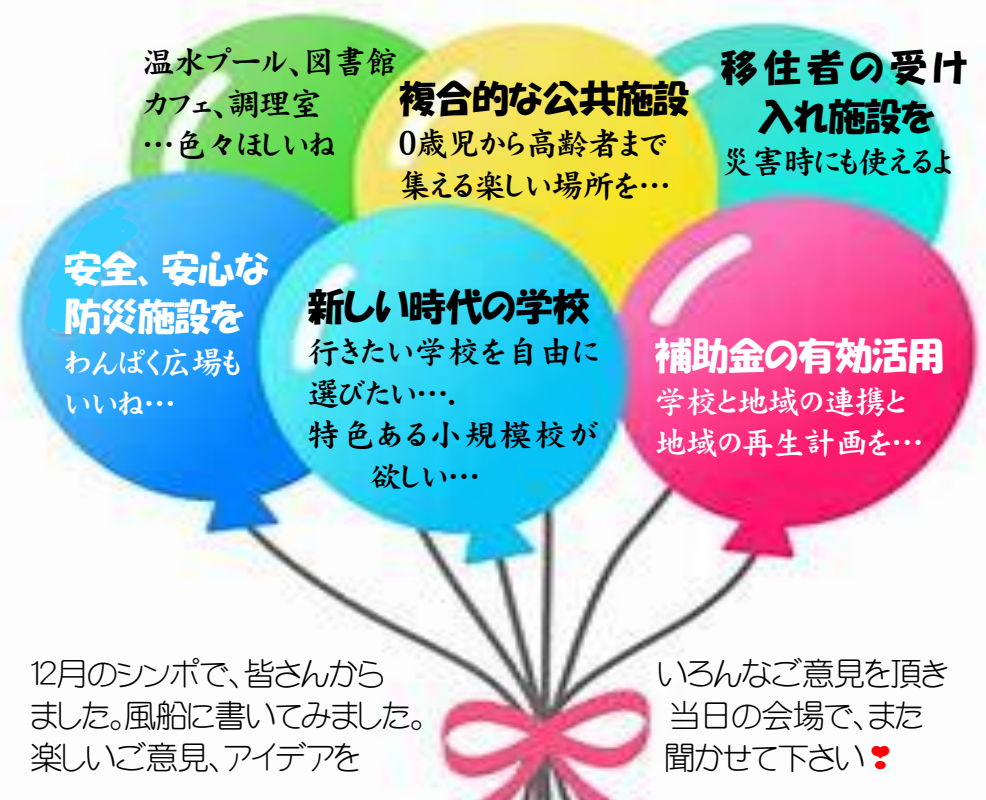 温水プール、図書館
カフェ、調理室
…色々ほしいね
複合的な公共施設
0歳児から高齢者まで
集える楽しい場所を…
移住者の受け
入れ施設を
災害時にも使えるよ
安全、安心な
防災施設を
わんぱく広場も
いいね…
新しい時代の学校
行きたい学校を自由に
選びたい….
特色ある小規模校が
欲しい…
補助金の有効活用
学校と地域の連携と
地域の再生計画を…
12月のシンポで、皆さんから いろんなご意見を頂き
ました。風船に書いてみました。 当日の会場で、また
楽しいご意見、アイデアを 聞かせて下さい❣